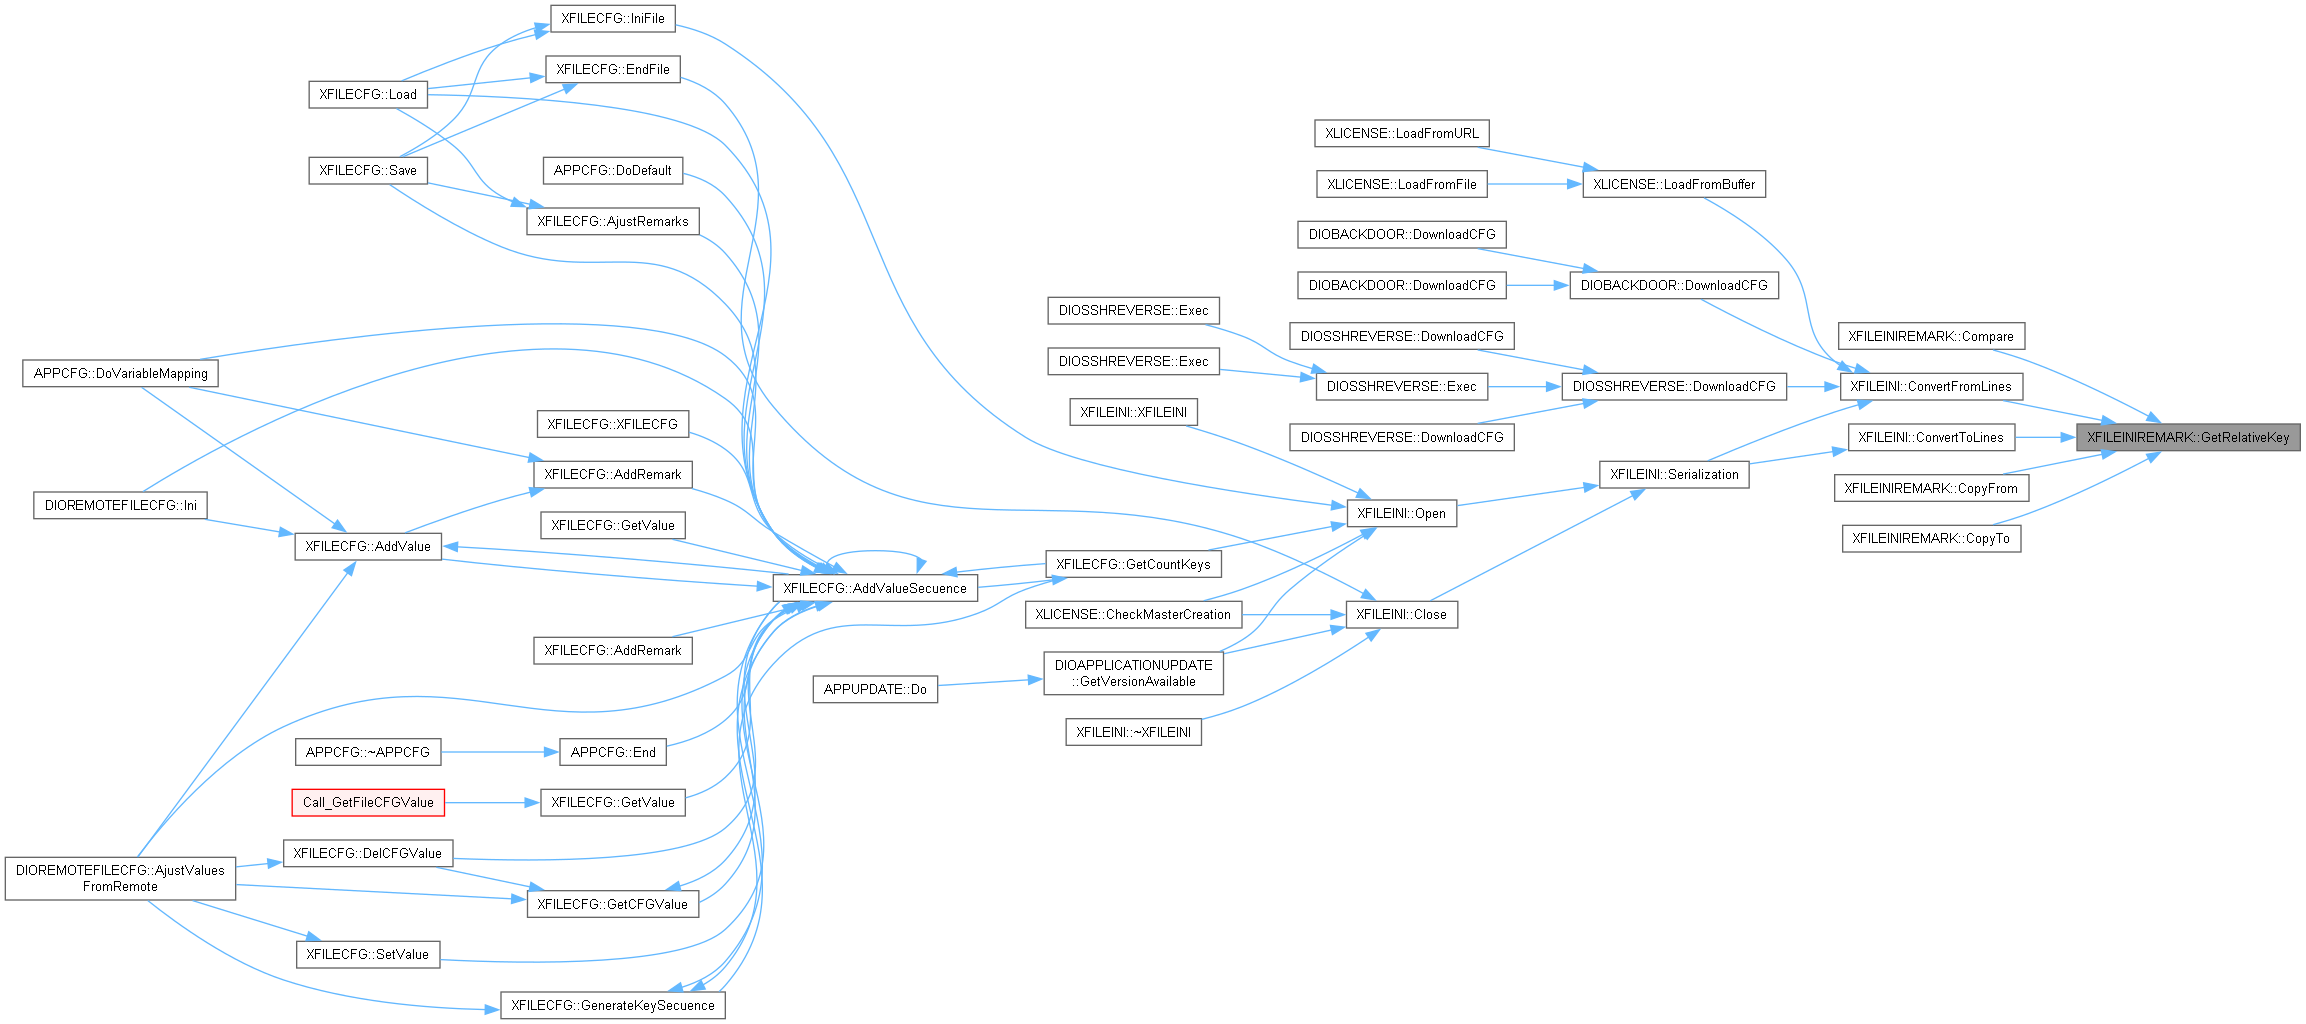 XFILECFG::IniFile
XFILECFG::EndFile
XFILECFG::Load
XLICENSE::LoadFromURL
XFILECFG::Save
APPCFG::DoDefault
XLICENSE::LoadFromFile
XLICENSE::LoadFromBuffer
XFILECFG::AjustRemarks
DIOBACKDOOR::DownloadCFG
DIOBACKDOOR::DownloadCFG
DIOBACKDOOR::DownloadCFG
DIOSSHREVERSE::Exec
DIOSSHREVERSE::DownloadCFG
XFILEINIREMARK::Compare
DIOSSHREVERSE::Exec
APPCFG::DoVariableMapping
DIOSSHREVERSE::Exec
DIOSSHREVERSE::DownloadCFG
XFILEINI::ConvertFromLines
XFILEINI::XFILEINI
XFILECFG::XFILECFG
DIOSSHREVERSE::DownloadCFG
XFILEINI::ConvertToLines
XFILEINIREMARK::GetRelativeKey
XFILECFG::AddRemark
XFILEINI::Serialization
XFILEINIREMARK::CopyFrom
DIOREMOTEFILECFG::Ini
XFILEINI::Open
XFILECFG::GetValue
XFILEINIREMARK::CopyTo
XFILECFG::AddValue
XFILECFG::GetCountKeys
XFILECFG::AddValueSecuence
XLICENSE::CheckMasterCreation
XFILEINI::Close
XFILECFG::AddRemark
DIOAPPLICATIONUPDATE
::GetVersionAvailable
APPUPDATE::Do
XFILEINI::~XFILEINI
APPCFG::~APPCFG
APPCFG::End
Call_GetFileCFGValue
XFILECFG::GetValue
XFILECFG::DelCFGValue
DIOREMOTEFILECFG::AjustValues
FromRemote
XFILECFG::GetCFGValue
XFILECFG::SetValue
XFILECFG::GenerateKeySecuence